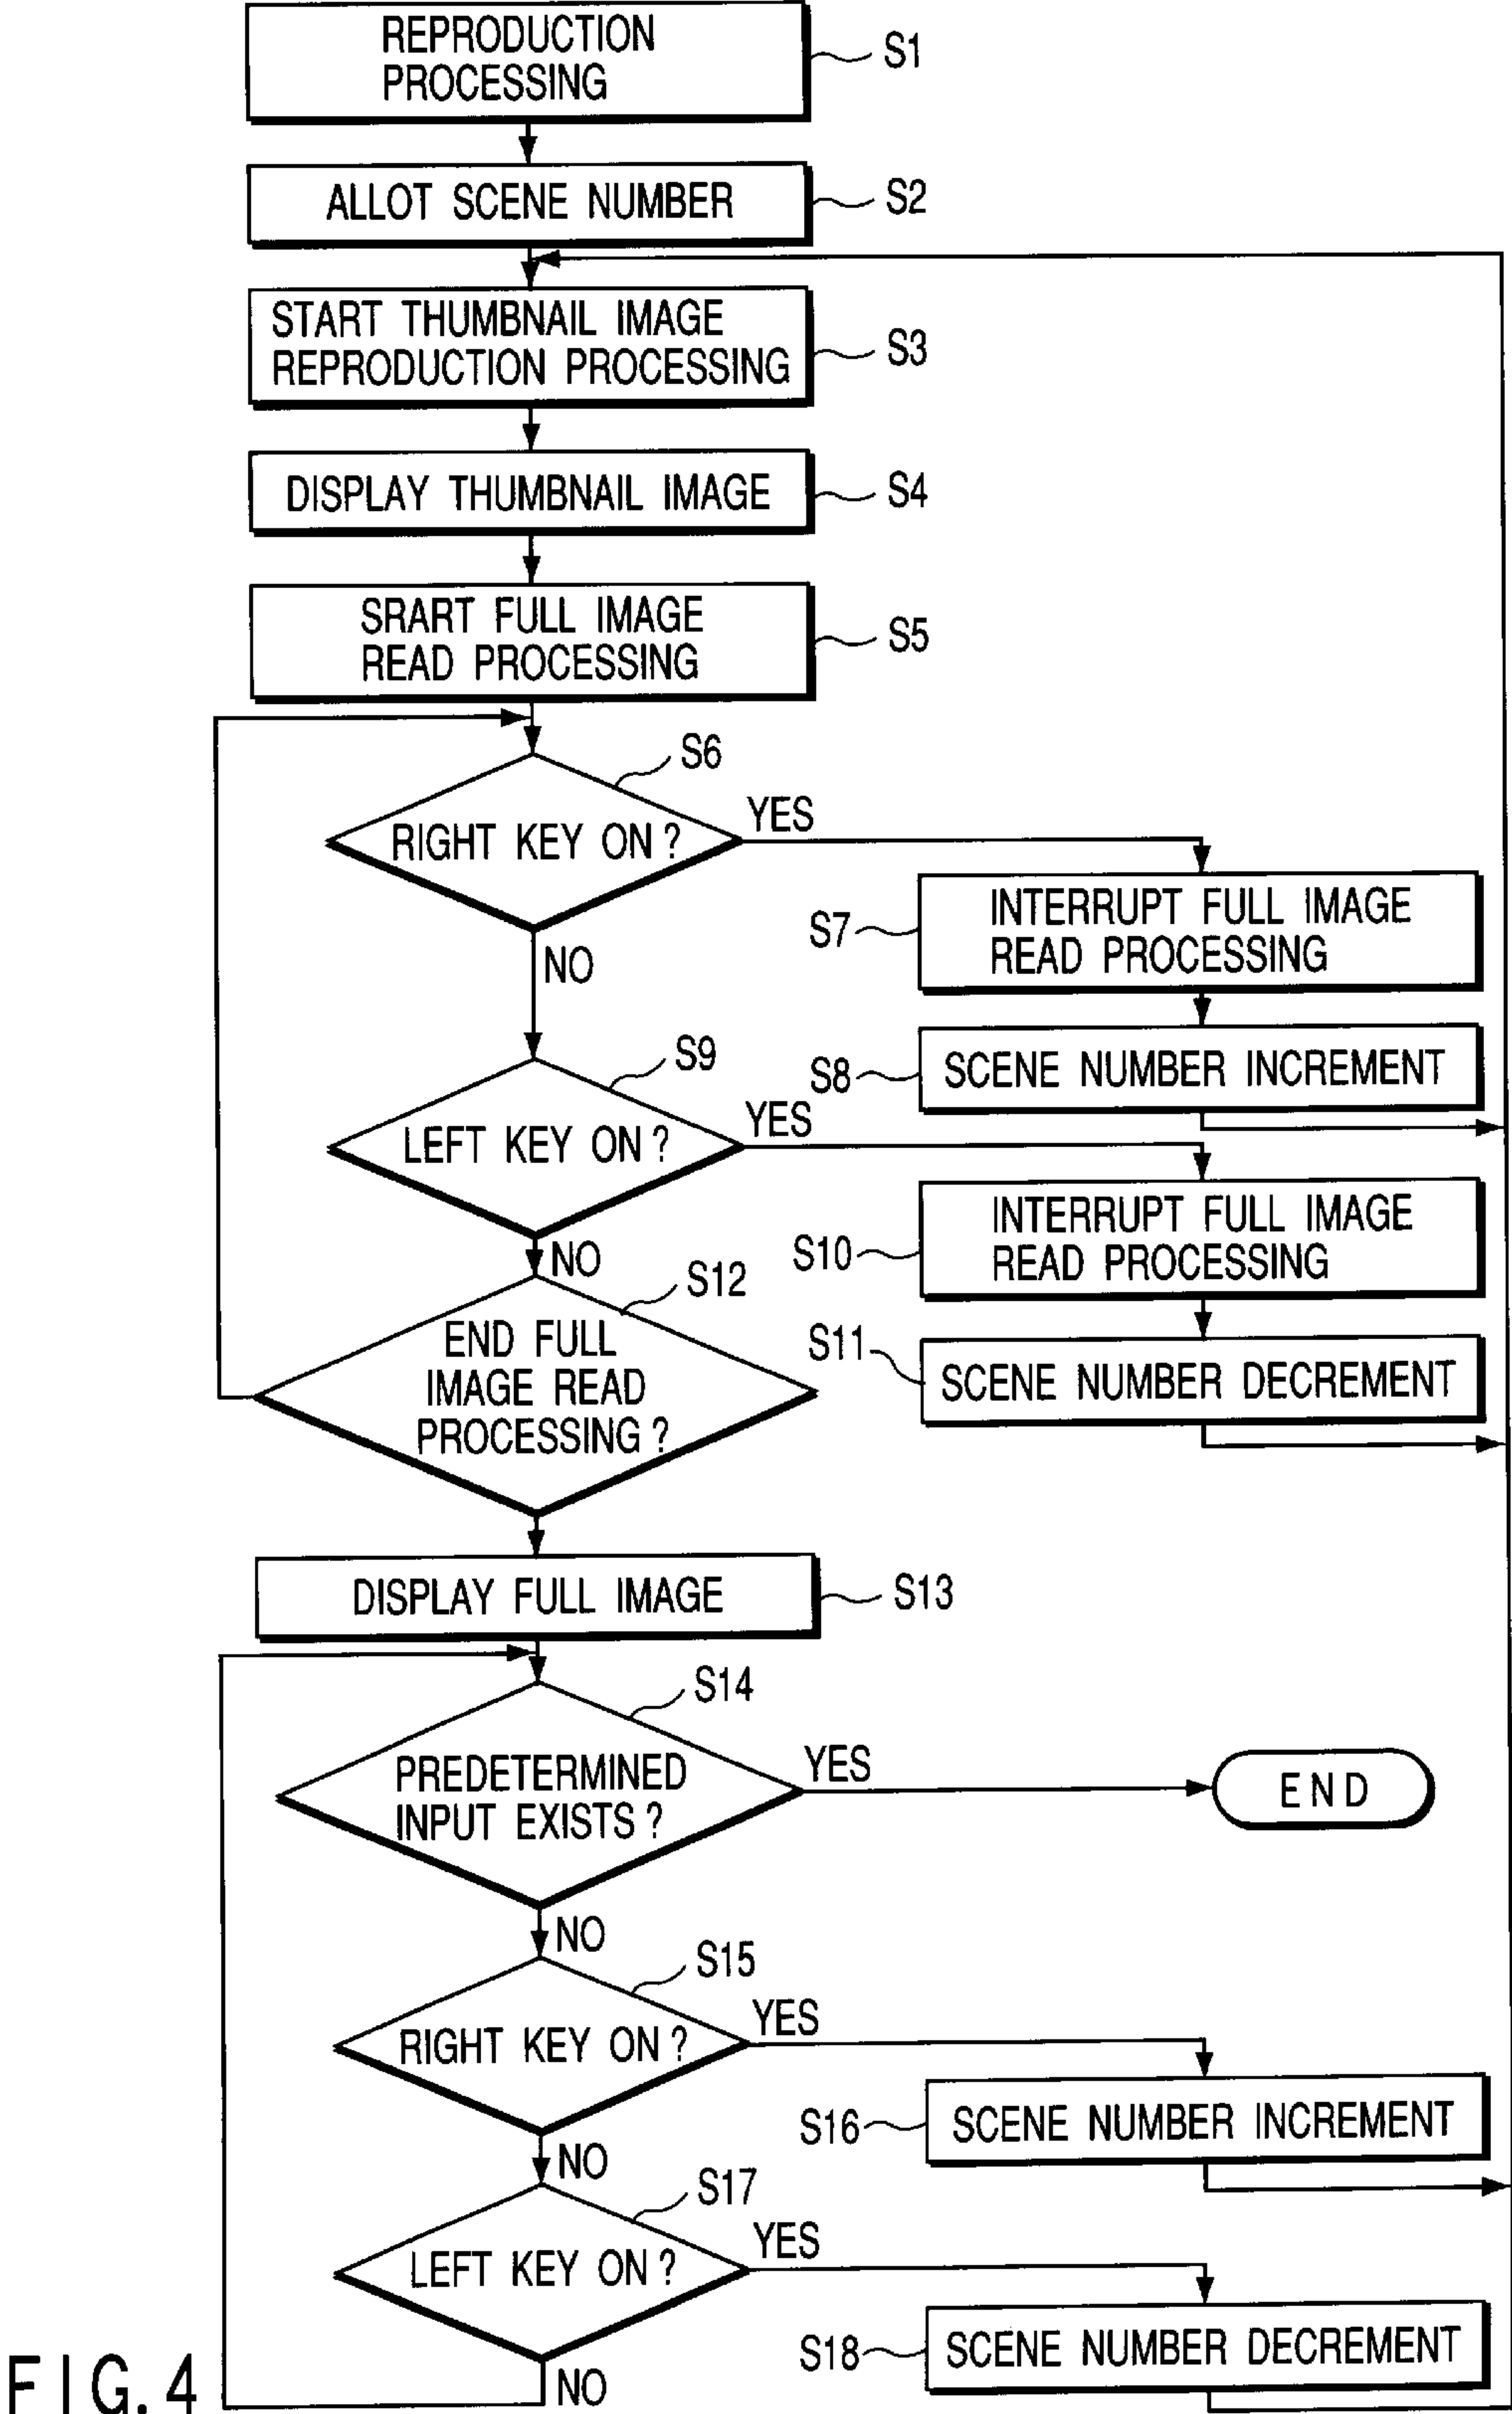 REPRODUCTION
PROCESSING
S1
ALLOT SCENE NUMBER
S2
START THUMBNAIL IMAGE
REPRODUCTION PROCESSING
S3
DISPLAY THUMBNAIL IMAGE
S4
SRART FULL IMAGE
READ PROCESSING
S5
S6
RIGHT KEY ON?
YES
NO
S7
INTERRUPT FULL IMAGE
READ PROCESSING
S8
SCENE NUMBER INCREMENT
S9
LEFT KEY ON?
YES
NO
S10
INTERRUPT FULL IMAGE
READ PROCESSING
S11
SCENE NUMBER DECREMENT
S12
END FULL
IMAGE READ
PROCESSING?
DISPLAY FULL IMAGE
S13
S14
PREDETERMINED
INPUT EXISTS?
YES
END
NO
S15
RIGHT KEY ON?
YES
NO
S16
SCENE NUMBER INCREMENT
S17
LEFT KEY ON?
YES
NO
S18
SCENE NUMBER DECREMENT
FIG. 4